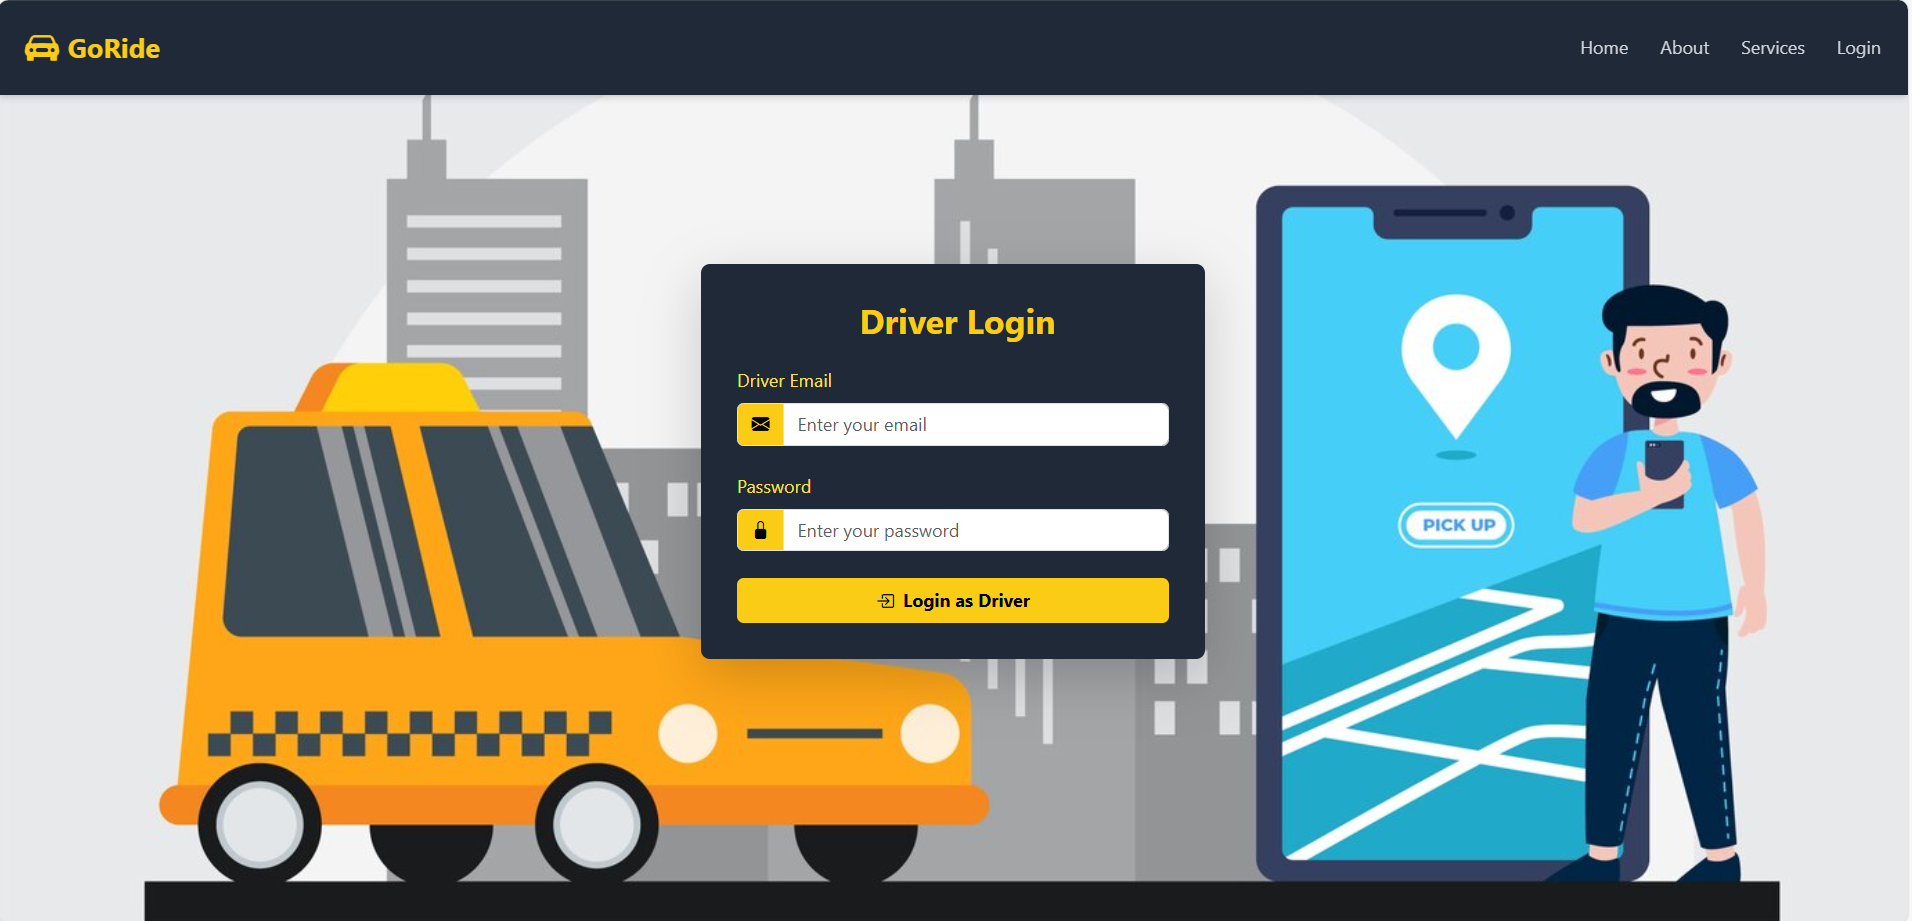 GoRide
Home About Services Login
Driver Login
Driver Email
Enter your email
Password
Enter your password
Login as Driver
PICK UP